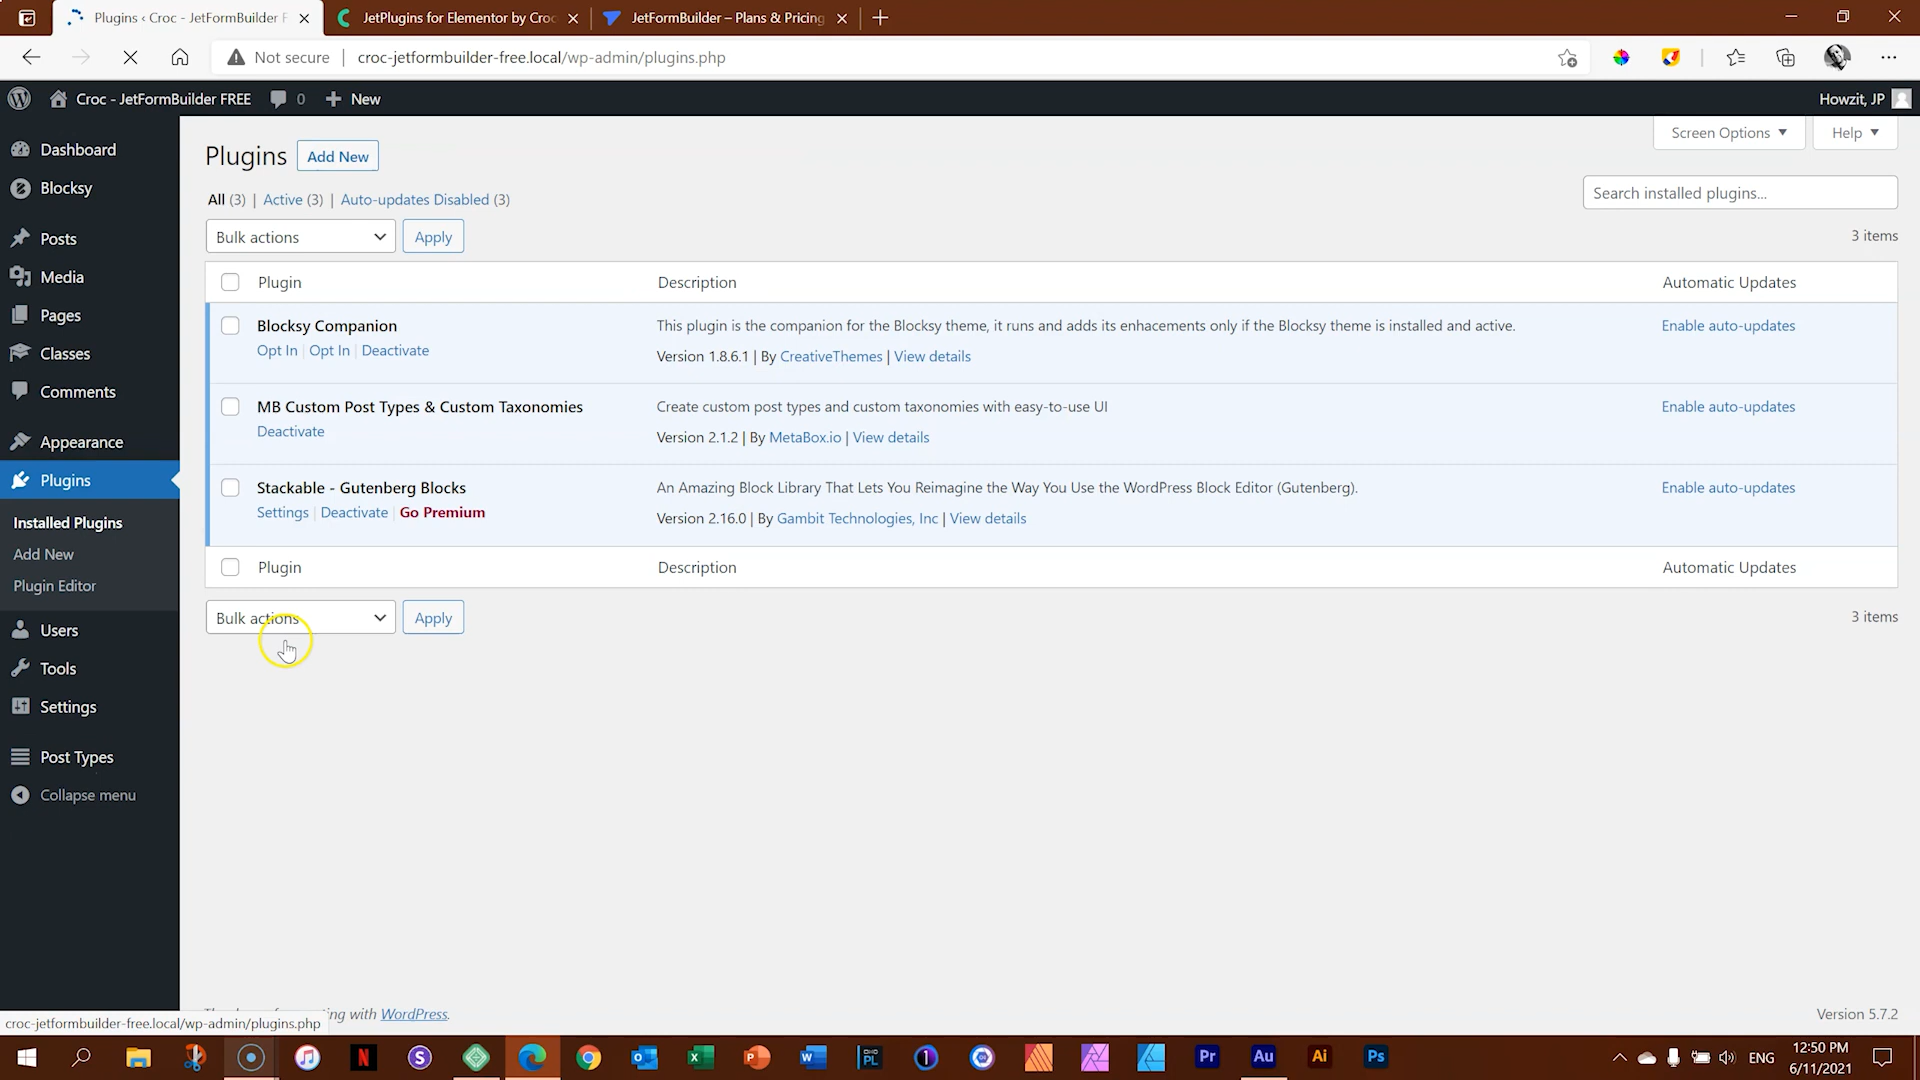 Plugins ‹ Croc - JetFormBuilder F
JetPlugins for Elementor by Croc
JetFormBuilder – Plans & Pricing
Not secure
croc-jetformbuilder-free.local/wp-admin/plugins.php
Croc - JetFormBuilder FREE
0
New
Howzit, JP
Screen Options
Help
Dashboard
Blocksy
Posts
Media
Pages
Classes
Comments
Appearance
Plugins
Installed Plugins
Add New
Plugin Editor
Users
Tools
Settings
Post Types
Collapse menu
Plugins
Add New
All (3) | Active (3) | Auto-updates Disabled (3)
Search installed plugins...
Bulk actions
Apply
3 items
Plugin
Description
Automatic Updates
Blocksy Companion
Opt In | Opt In | Deactivate
This plugin is the companion for the Blocksy theme, it runs and adds its enhacements only if the Blocksy theme is installed and active.
Version 1.8.6.1 | By CreativeThemes | View details
Enable auto-updates
MB Custom Post Types & Custom Taxonomies
Deactivate
Create custom post types and custom taxonomies with easy-to-use UI
Version 2.1.2 | By MetaBox.io | View details
Enable auto-updates
Stackable - Gutenberg Blocks
Settings | Deactivate | Go Premium
An Amazing Block Library That Lets You Reimagine the Way You Use the WordPress Block Editor (Gutenberg).
Version 2.16.0 | By Gambit Technologies, Inc | View details
Enable auto-updates
Plugin
Description
Automatic Updates
Bulk actions
Apply
3 items
with WordPress.
Version 5.7.2
croc-jetformbuilder-free.local/wp-admin/plugins.php
N
S
PL
Pr
Au
Ai
Ps
ENG
12:50 PM
6/11/2021